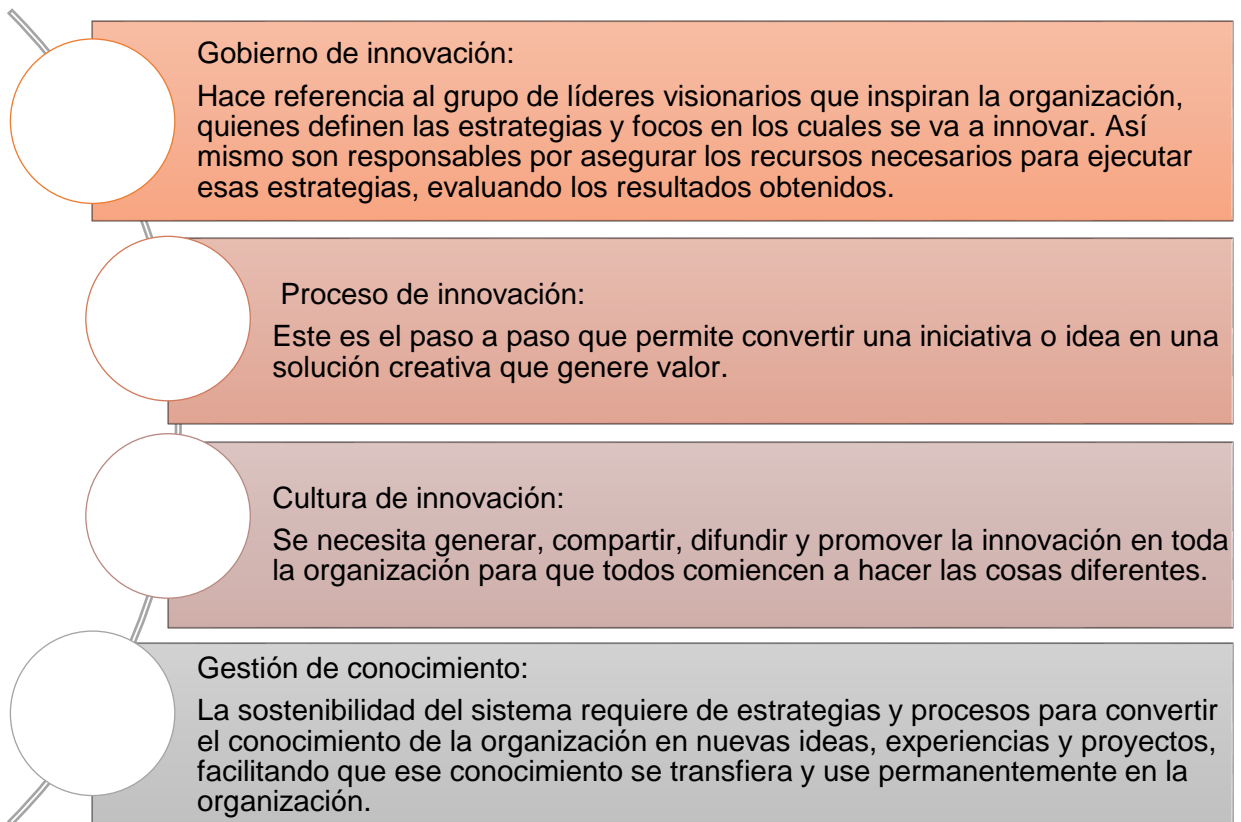 Gobierno de innovación:
Hace referencia al grupo de líderes visionarios que inspiran la organización,
quienes definen las estrategias y focos en los cuales se va a innovar. Así
mismo son responsables por asegurar los recursos necesarios para ejecutar
esas estrategias, evaluando los resultados obtenidos.
Proceso de innovación:
Este es el paso a paso que permite convertir una iniciativa o idea en una
solución creativa que genere valor.
Cultura de innovación:
Se necesita generar, compartir, difundir y promover la innovación en toda
la organización para que todos comiencen a hacer las cosas diferentes.
Gestión de conocimiento:
La sostenibilidad del sistema requiere de estrategias y procesos para convertir
el conocimiento de la organización en nuevas ideas, experiencias y proyectos,
facilitando que ese conocimiento se transfiera y use permanentemente en la
organización.